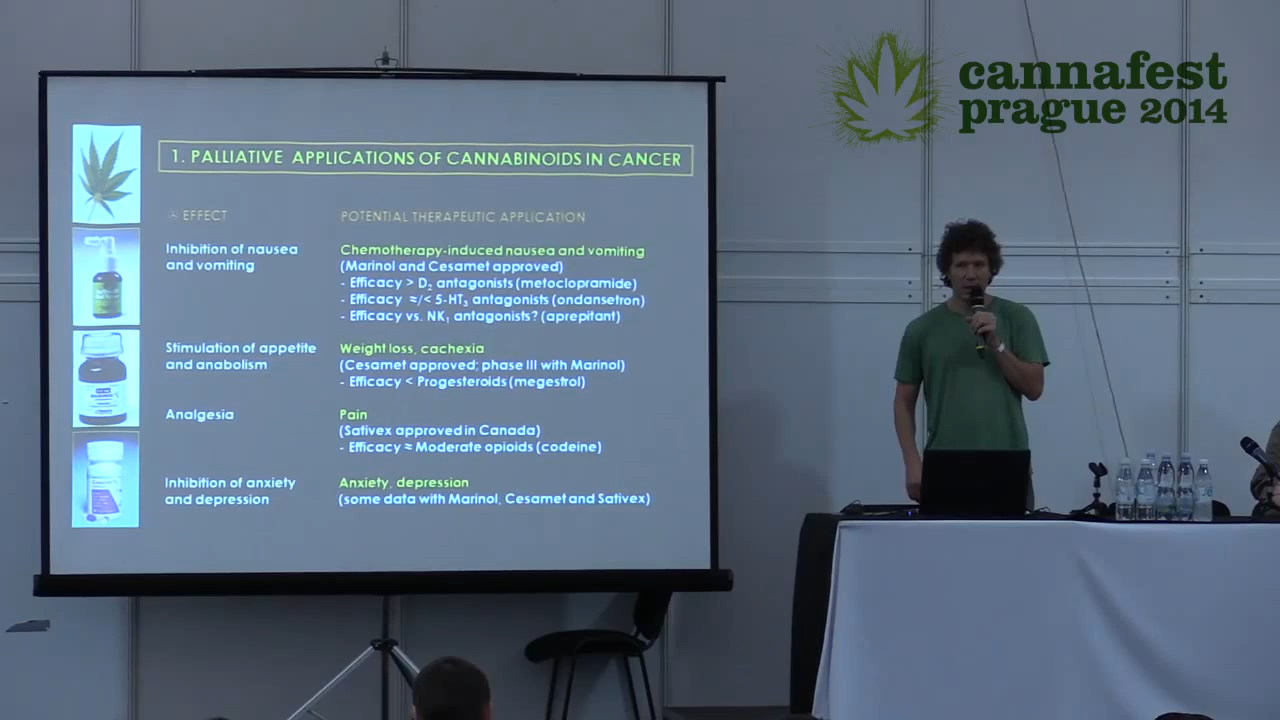 cannafest
prague 2014
1. PALLIATIVE APPLICATIONS OF CANNABINOIDS IN CANCER
EFFECT
POTENTIAL THERAPEUTIC APPLICATION
Inhibition of nausea
and vomiting
Chemotherapy-induced nausea and vomiting
(Marinol and Cesamet approved)
- Efficacy > D₂ antagonists (metoclopramide)
- Efficacy ≈/< 5-HT₃ antagonists (ondansetron)
- Efficacy vs. NK₁ antagonists? (aprepitant)
Stimulation of appetite
and anabolism
Weight loss, cachexia
(Cesamet approved; phase III with Marinol)
- Efficacy < Progesteroids (megestrol)
Analgesia
Pain
(Sativex approved in Canada)
- Efficacy ≈ Moderate opioids (codeine)
Inhibition of anxiety
and depression
Anxiety, depression
(some data with Marinol, Cesamet and Sativex)